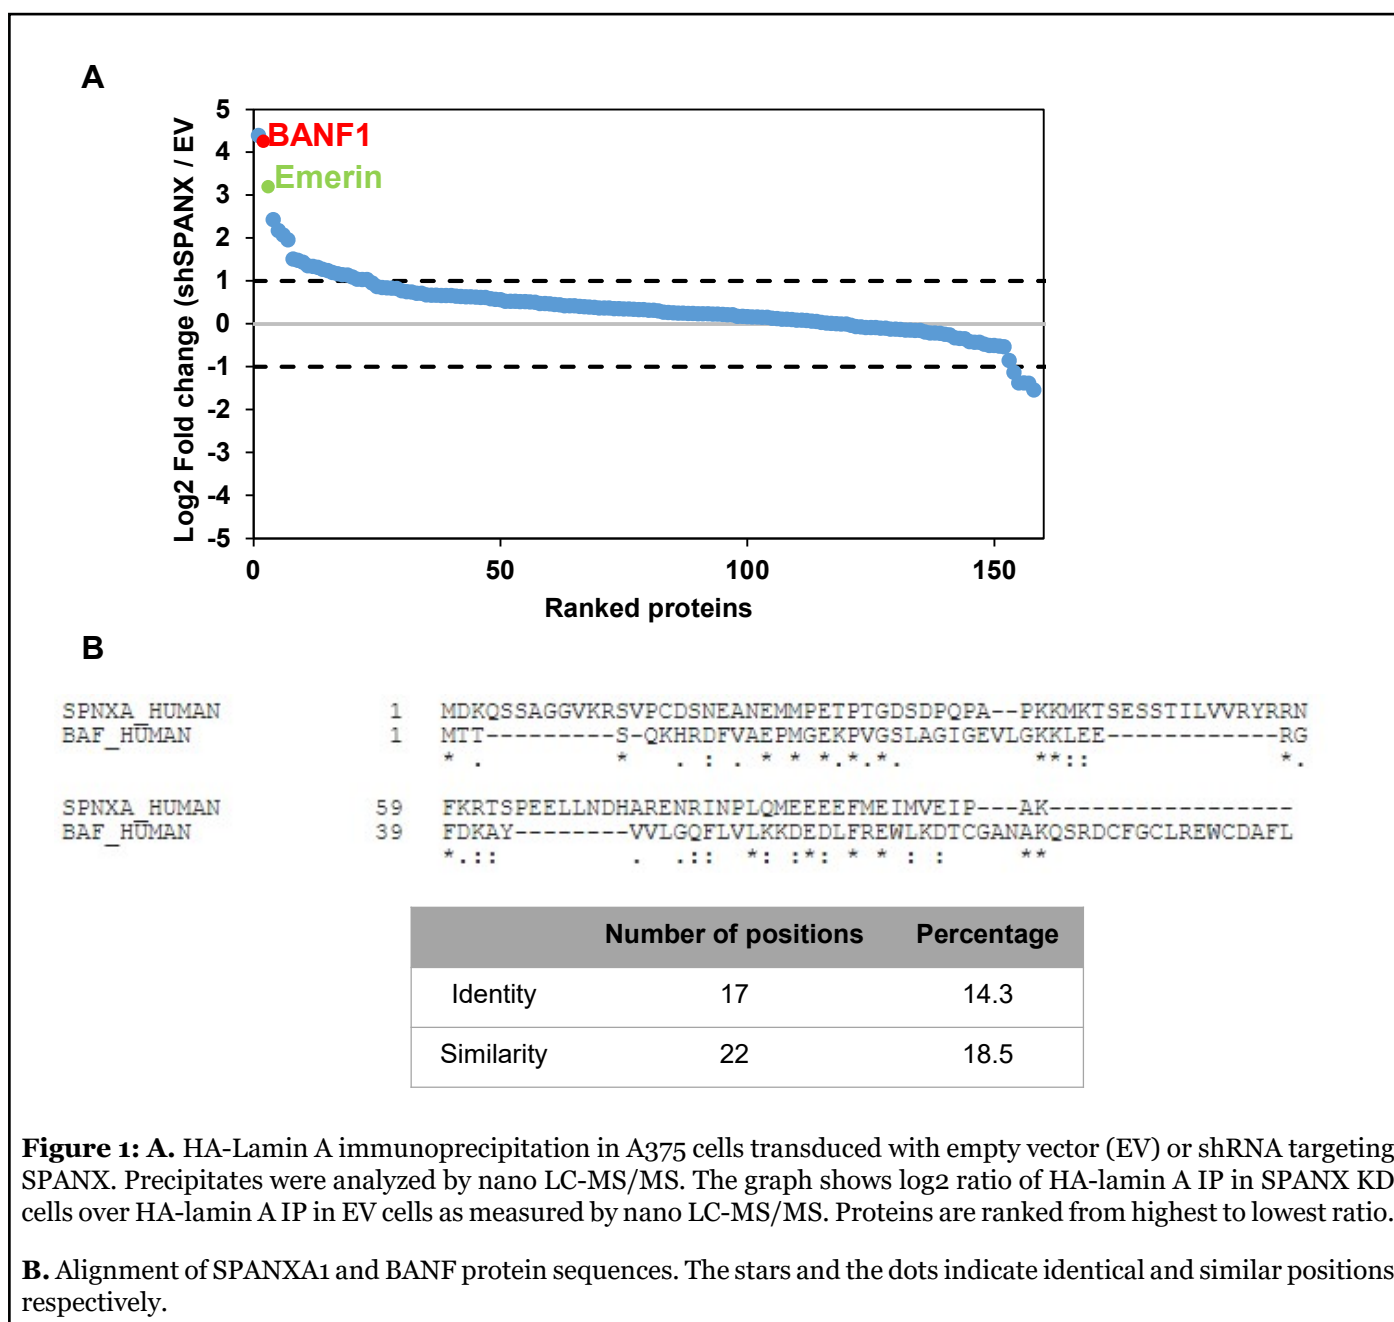 A
Log2 Fold change (shSPANX / EV
5
4
3
2
1
0
-1
-2
-3
-4
-5
BANF1
Emerin
0 50 100 150
Ranked proteins
B
SPNXA_HUMAN 1 MDKQSSAGGVKRSVPCDSNEANEMMPETPTGDSDPQPA--PKKMKTSESSTILVVRYRRN
BAF_HUMAN 1 MTT---------S-QKHRDFVAEPMGEKPVGSLAGIGEVLGKKLEE------------RG
* . * . : . * * *.*.*. **:: *.
SPNXA_HUMAN 59 FKRTSPEELLNDHARENRINPLQMEEEEFMEIMVEIP---AK-----------------
BAF_HUMAN 39 FDKAY--------VVLGQFLVLKKDEDLFREWLKDTCGANAKQSRDCFGCLREWCDAFL
*.:: . .:: *: :*: * * : : **
Number of positions Percentage
Identity 17 14.3
Similarity 22 18.5
Figure 1: A. HA-Lamin A immunoprecipitation in A375 cells transduced with empty vector (EV) or shRNA targeting
SPANX. Precipitates were analyzed by nano LC-MS/MS. The graph shows log2 ratio of HA-lamin A IP in SPANX KD
cells over HA-lamin A IP in EV cells as measured by nano LC-MS/MS. Proteins are ranked from highest to lowest ratio.
B. Alignment of SPANXA1 and BANF protein sequences. The stars and the dots indicate identical and similar positions
respectively.